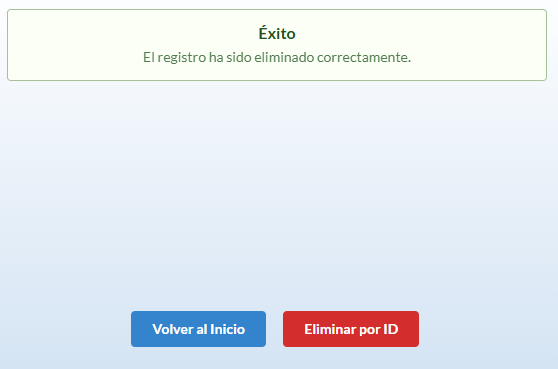 Éxito
El registro ha sido eliminado correctamente.
Volver al Inicio
Eliminar por ID